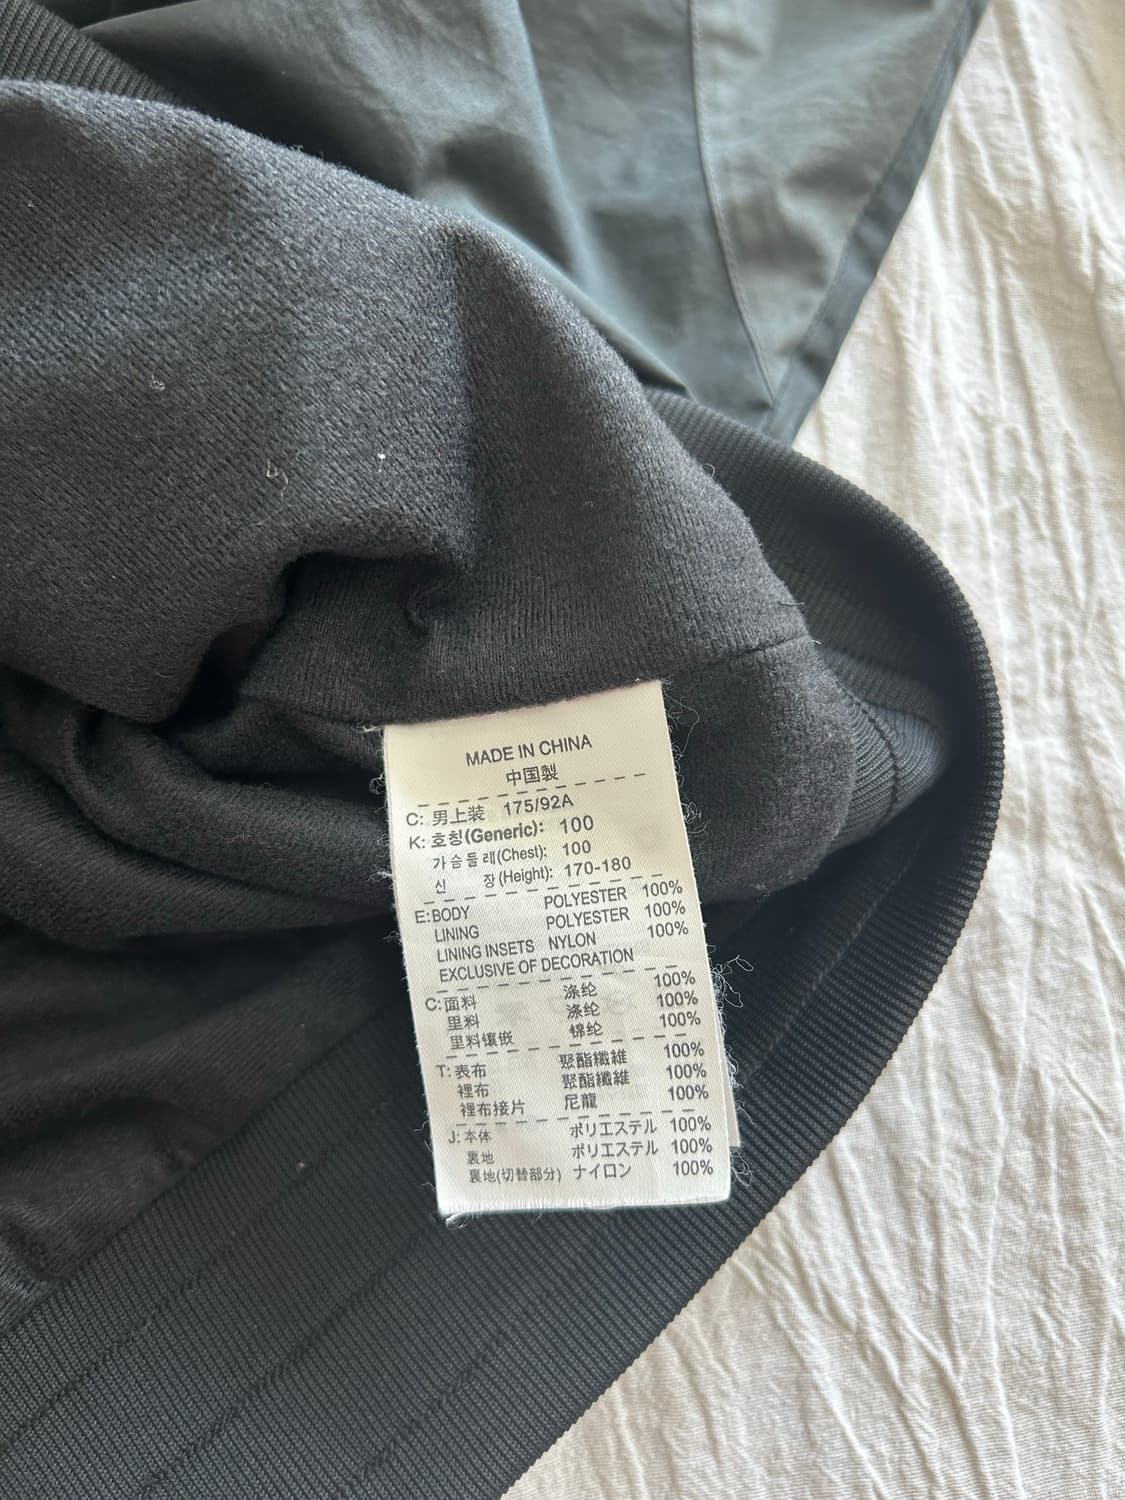 MADE IN CHINA
中国製
C: 男上装 175/92A
K: 호칭(Generic): 100
가슴둘레(Chest): 100
신 장(Height): 170-180
E: BODY POLYESTER 100%
LINING POLYESTER 100%
LINING INSETS NYLON 100%
EXCLUSIVE OF DECORATION
C: 面料 涤纶 100%
里料 涤纶 100%
里料镶嵌 锦纶 100%
T: 表布 聚酯纖維 100%
裡布 聚酯纖維 100%
裡布接片 尼龍 100%
J: 本体 ポリエステル 100%
裏地 ポリエステル 100%
裏地(切替部分) ナイロン 100%